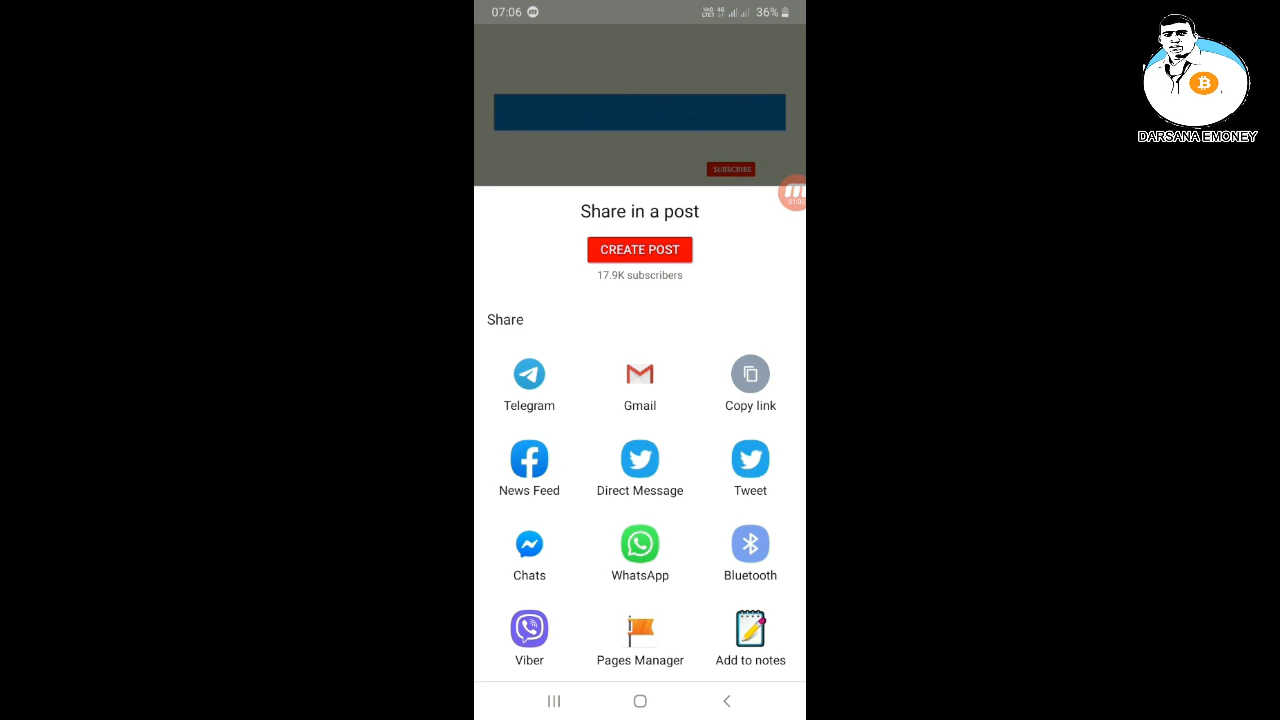 07:06
36%
SUBSCRIBE
DARSANA EMONEY
Share in a post
CREATE POST
17.9K subscribers
Share
Telegram Gmail Copy link
News Feed Direct Message Tweet
Chats WhatsApp Bluetooth
Viber Pages Manager Add to notes